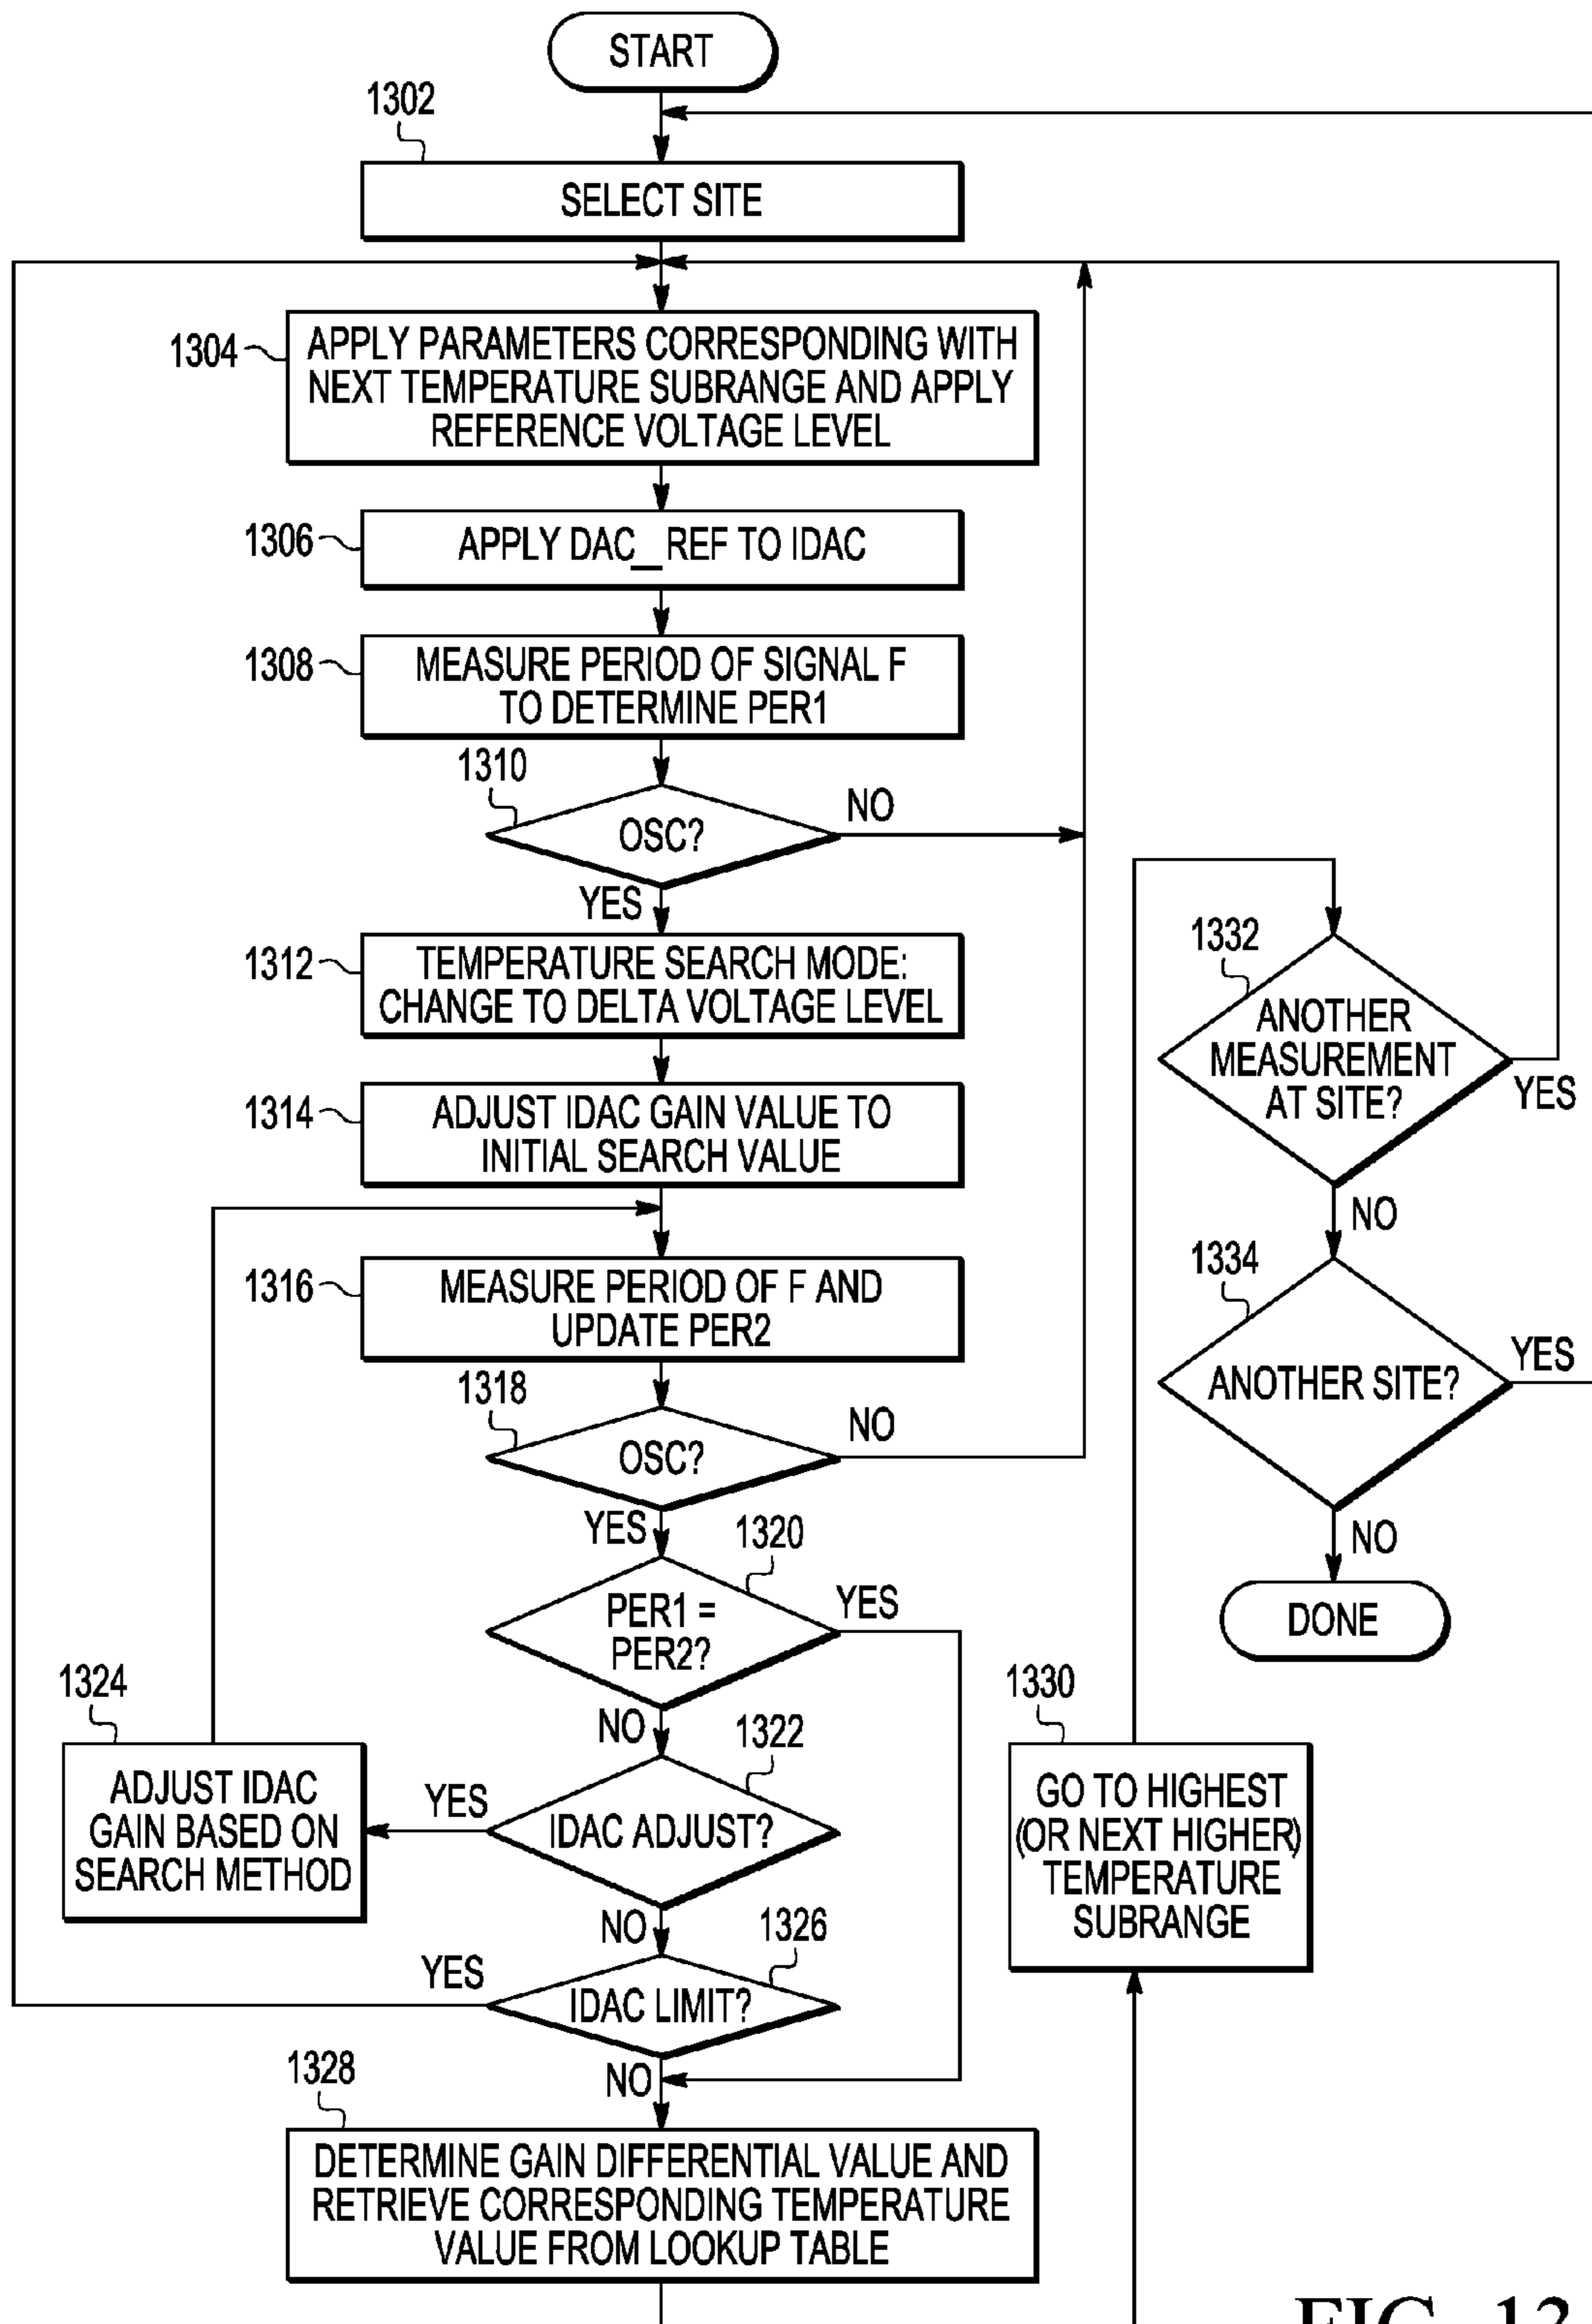 START
1302
SELECT SITE
1304
APPLY PARAMETERS CORRESPONDING WITH
NEXT TEMPERATURE SUBRANGE AND APPLY
REFERENCE VOLTAGE LEVEL
1306
APPLY DAC_REF TO IDAC
1308
MEASURE PERIOD OF SIGNAL F
TO DETERMINE PER1
1310
OSC?
NO
YES
1312
TEMPERATURE SEARCH MODE:
CHANGE TO DELTA VOLTAGE LEVEL
1314
ADJUST IDAC GAIN VALUE TO
INITIAL SEARCH VALUE
1316
MEASURE PERIOD OF F AND
UPDATE PER2
1318
OSC?
NO
YES
1320
PER1 =
PER2?
YES
NO
1322
IDAC ADJUST?
YES
1324
ADJUST IDAC
GAIN BASED ON
SEARCH METHOD
NO
1326
IDAC LIMIT?
YES
NO
1328
DETERMINE GAIN DIFFERENTIAL VALUE AND
RETRIEVE CORRESPONDING TEMPERATURE
VALUE FROM LOOKUP TABLE
1330
GO TO HIGHEST
(OR NEXT HIGHER)
TEMPERATURE
SUBRANGE
1332
ANOTHER
MEASUREMENT
AT SITE?
YES
NO
1334
ANOTHER SITE?
YES
NO
DONE
FIG. 13